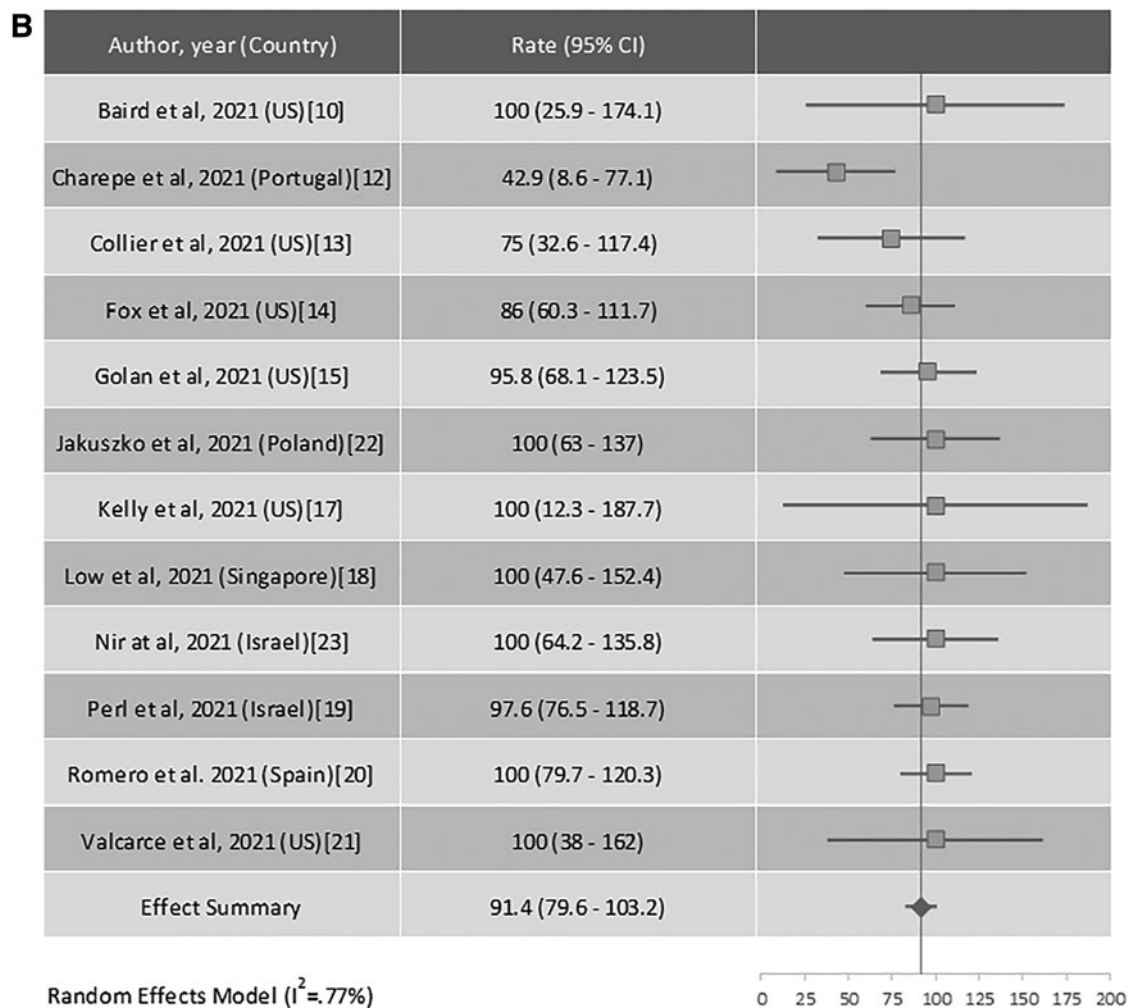 B
Author, year (Country) Rate (95% CI)
Baird et al, 2021 (US)[10] 100 (25.9 - 174.1)
Charepe et al, 2021 (Portugal)[12] 42.9 (8.6 - 77.1)
Collier et al, 2021 (US)[13] 75 (32.6 - 117.4)
Fox et al, 2021 (US)[14] 86 (60.3 - 111.7)
Golan et al, 2021 (US)[15] 95.8 (68.1 - 123.5)
Jakuszko et al, 2021 (Poland)[22] 100 (63 - 137)
Kelly et al, 2021 (US)[17] 100 (12.3 - 187.7)
Low et al, 2021 (Singapore)[18] 100 (47.6 - 152.4)
Nir at al, 2021 (Israel)[23] 100 (64.2 - 135.8)
Perl et al, 2021 (Israel)[19] 97.6 (76.5 - 118.7)
Romero et al. 2021 (Spain)[20] 100 (79.7 - 120.3)
Valcarce et al, 2021 (US)[21] 100 (38 - 162)
Effect Summary 91.4 (79.6 - 103.2)
Random Effects Model (I²=.77%)
0 25 50 75 100 125 150 175 200